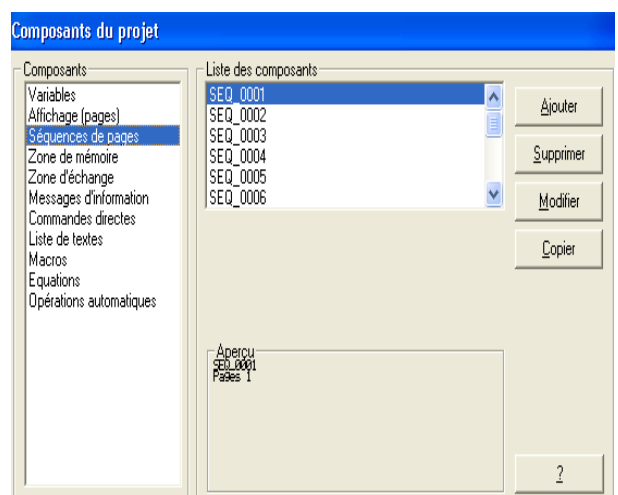 Composants du projet
Composants
Variables
Affichage (pages)
Séquences de pages
Zone de mémoire
Zone d'échange
Messages d'information
Commandes directes
Liste de textes
Macros
Equations
Opérations automatiques
Liste des composants
SEQ_0001
SEQ_0002
SEQ_0003
SEQ_0004
SEQ_0005
SEQ_0006
Ajouter
Supprimer
Modifier
Copier
Aperçu
SEQ_0001
Pages 1
?